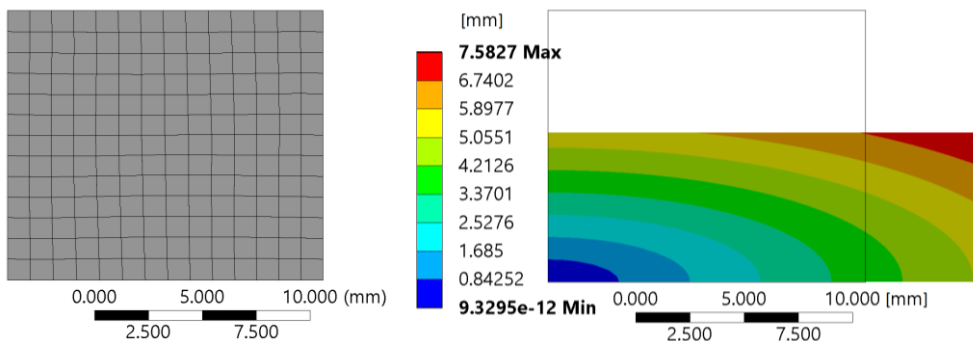 [mm]
7.5827 Max
6.7402
5.8977
5.0551
4.2126
3.3701
2.5276
1.685
0.84252
9.3295e-12 Min
0.000 5.000 10.000 (mm)
2.500 7.500
0.000 5.000 10.000 [mm]
2.500 7.500